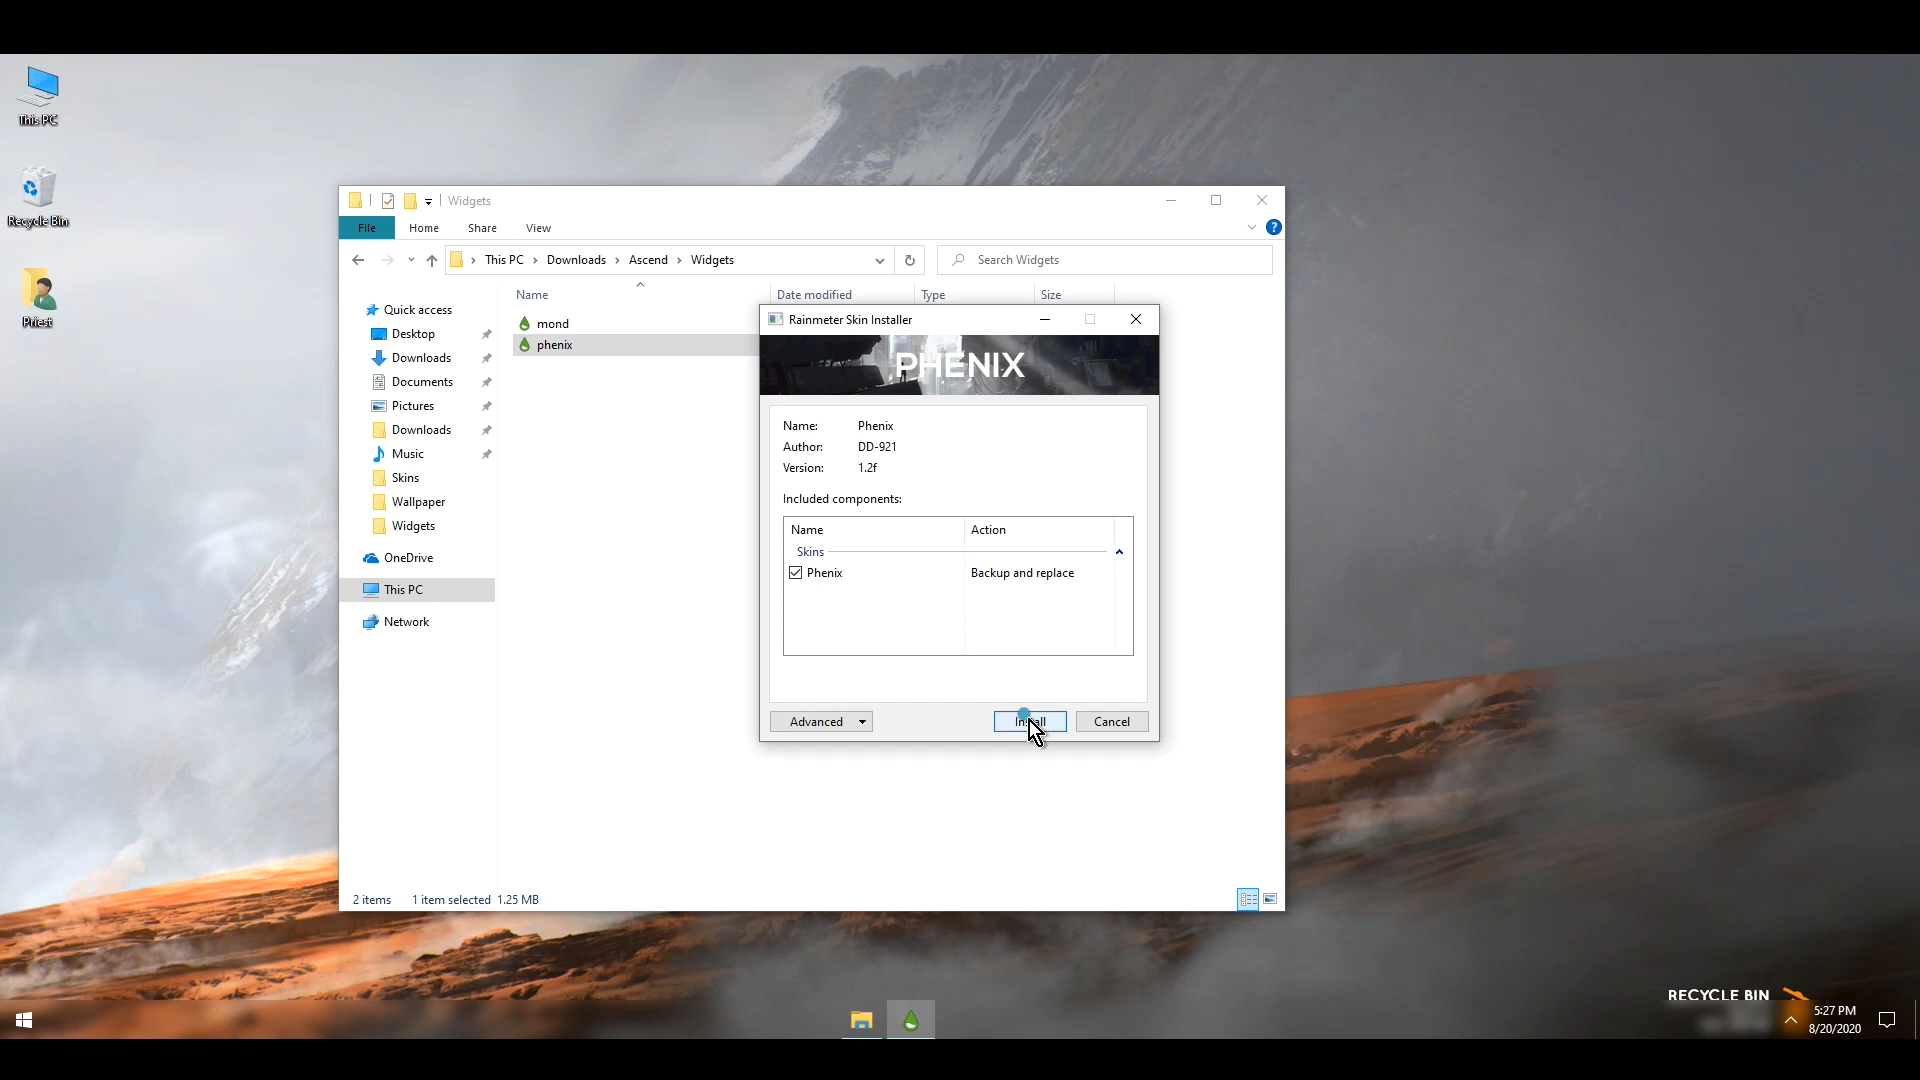 This PC
Recycle Bin
Priest
Widgets
File Home Share View
This PC Downloads Ascend Widgets
Search Widgets
Name Date modified Type Size
Quick access
Desktop
Downloads
Documents
Pictures
Downloads
Music
Skins
Wallpaper
Widgets
OneDrive
This PC
Network
mond
phenix
Rainmeter Skin Installer
PHENIX
Name: Phenix
Author: DD-921
Version: 1.2f
Included components:
Name Action
Skins
Phenix Backup and replace
Advanced Install Cancel
2 items 1 item selected 1.25 MB
RECYCLE BIN
5:27 PM
8/20/2020